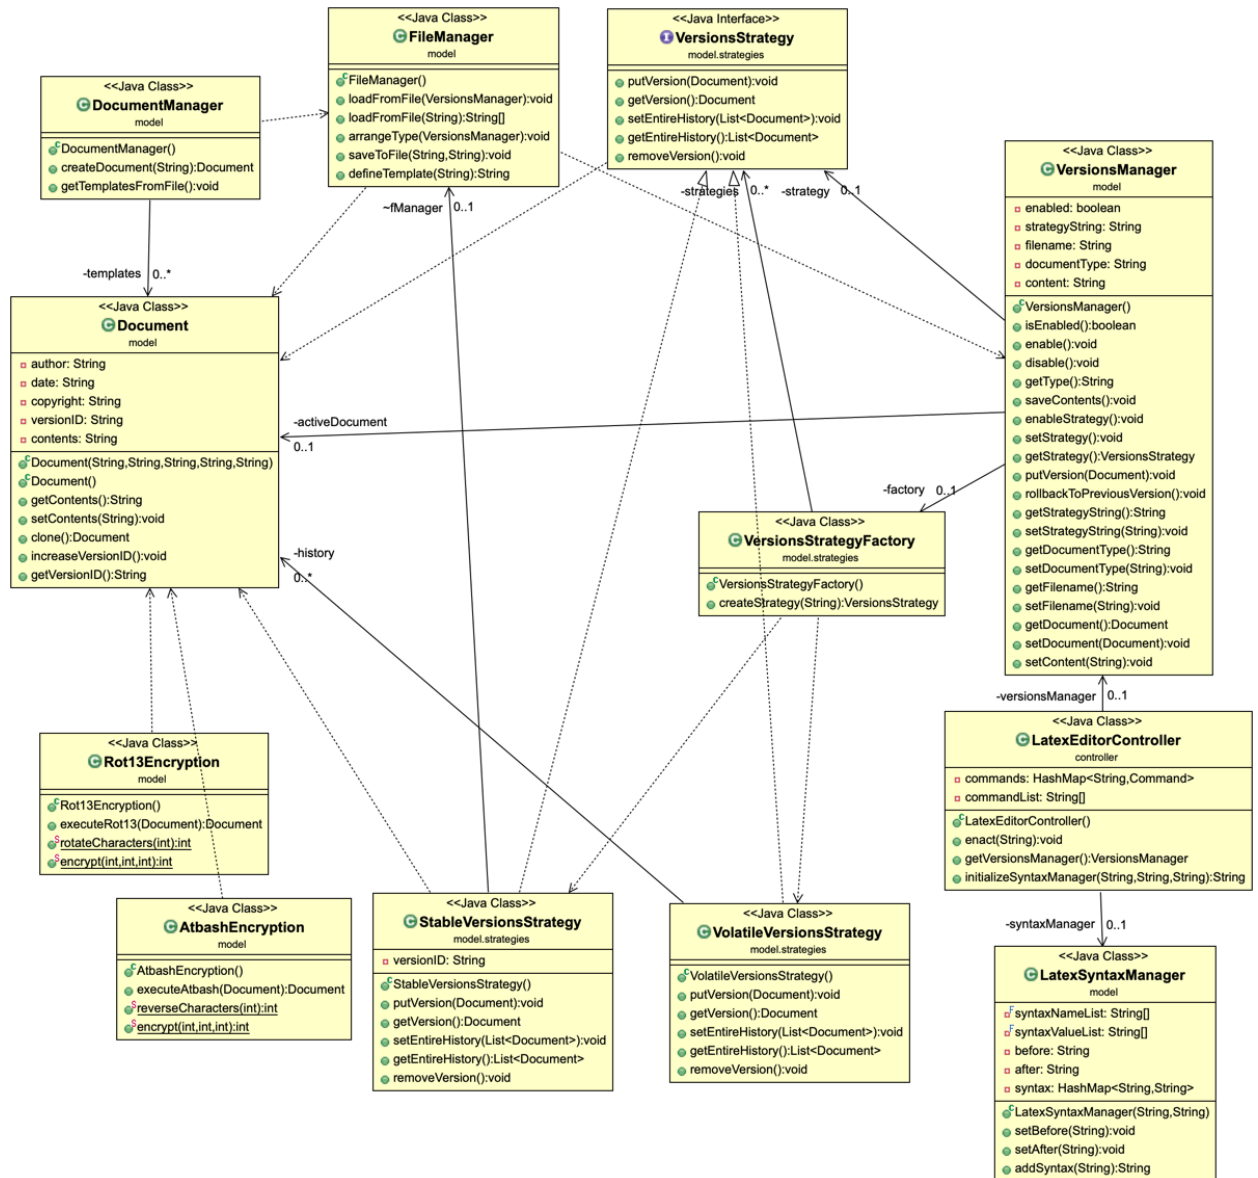 <<Java Class>>
FileManager
model
FileManager()
loadFromFile(VersionsManager):void
loadFromFile(String):String[]
arrangeType(VersionsManager):void
saveToFile(String,String):void
defineTemplate(String):String
<<Java Interface>>
VersionsStrategy
model.strategies
putVersion(Document):void
getVersion():Document
setEntireHistory(List<Document>):void
getEntireHistory():List<Document>
removeVersion():void
<<Java Class>>
DocumentManager
model
DocumentManager()
createDocument(String):Document
getTemplatesFromFile():void
<<Java Class>>
VersionsManager
model
enabled: boolean
strategyString: String
filename: String
documentType: String
content: String
VersionsManager()
isEnabled():boolean
enable():void
disable():void
getType():String
saveContents():void
enableStrategy():void
setStrategy():void
getStrategy():VersionsStrategy
putVersion(Document):void
rollbackToPreviousVersion():void
getStrategyString():String
setStrategyString(String):void
getDocumentType():String
setDocumentType(String):void
getFilename():String
setFilename(String):void
getDocument():Document
setDocument(Document):void
setContent(String):void
~fManager 0..1
-strategies 0..*
-strategy 0..1
-templates 0..*
<<Java Class>>
Document
model
author: String
date: String
copyright: String
versionID: String
contents: String
Document(String,String,String,String,String)
Document()
getContents():String
setContents(String):void
clone():Document
increaseVersionID():void
getVersionID():String
-activeDocument
0..1
-factory 0..1
-history
0..*
<<Java Class>>
VersionsStrategyFactory
model.strategies
VersionsStrategyFactory()
createStrategy(String):VersionsStrategy
-versionsManager 0..1
<<Java Class>>
LatexEditorController
controller
commands: HashMap<String,Command>
commandList: String[]
LatexEditorController()
enact(String):void
getVersionsManager():VersionsManager
initializeSyntaxManager(String,String,String):String
<<Java Class>>
Rot13Encryption
model
Rot13Encryption()
executeRot13(Document):Document
rotateCharacters(int):int
encrypt(int,int,int):int
<<Java Class>>
AtbashEncryption
model
AtbashEncryption()
executeAtbash(Document):Document
reverseCharacters(int):int
encrypt(int,int,int):int
<<Java Class>>
StableVersionsStrategy
model.strategies
versionID: String
StableVersionsStrategy()
putVersion(Document):void
getVersion():Document
setEntireHistory(List<Document>):void
getEntireHistory():List<Document>
removeVersion():void
<<Java Class>>
VolatileVersionsStrategy
model.strategies
VolatileVersionsStrategy()
putVersion(Document):void
getVersion():Document
setEntireHistory(List<Document>):void
getEntireHistory():List<Document>
removeVersion():void
-syntaxManager 0..1
<<Java Class>>
LatexSyntaxManager
model
syntaxNameList: String[]
syntaxValueList: String[]
before: String
after: String
syntax: HashMap<String,String>
LatexSyntaxManager(String,String)
setBefore(String):void
setAfter(String):void
addSyntax(String):String